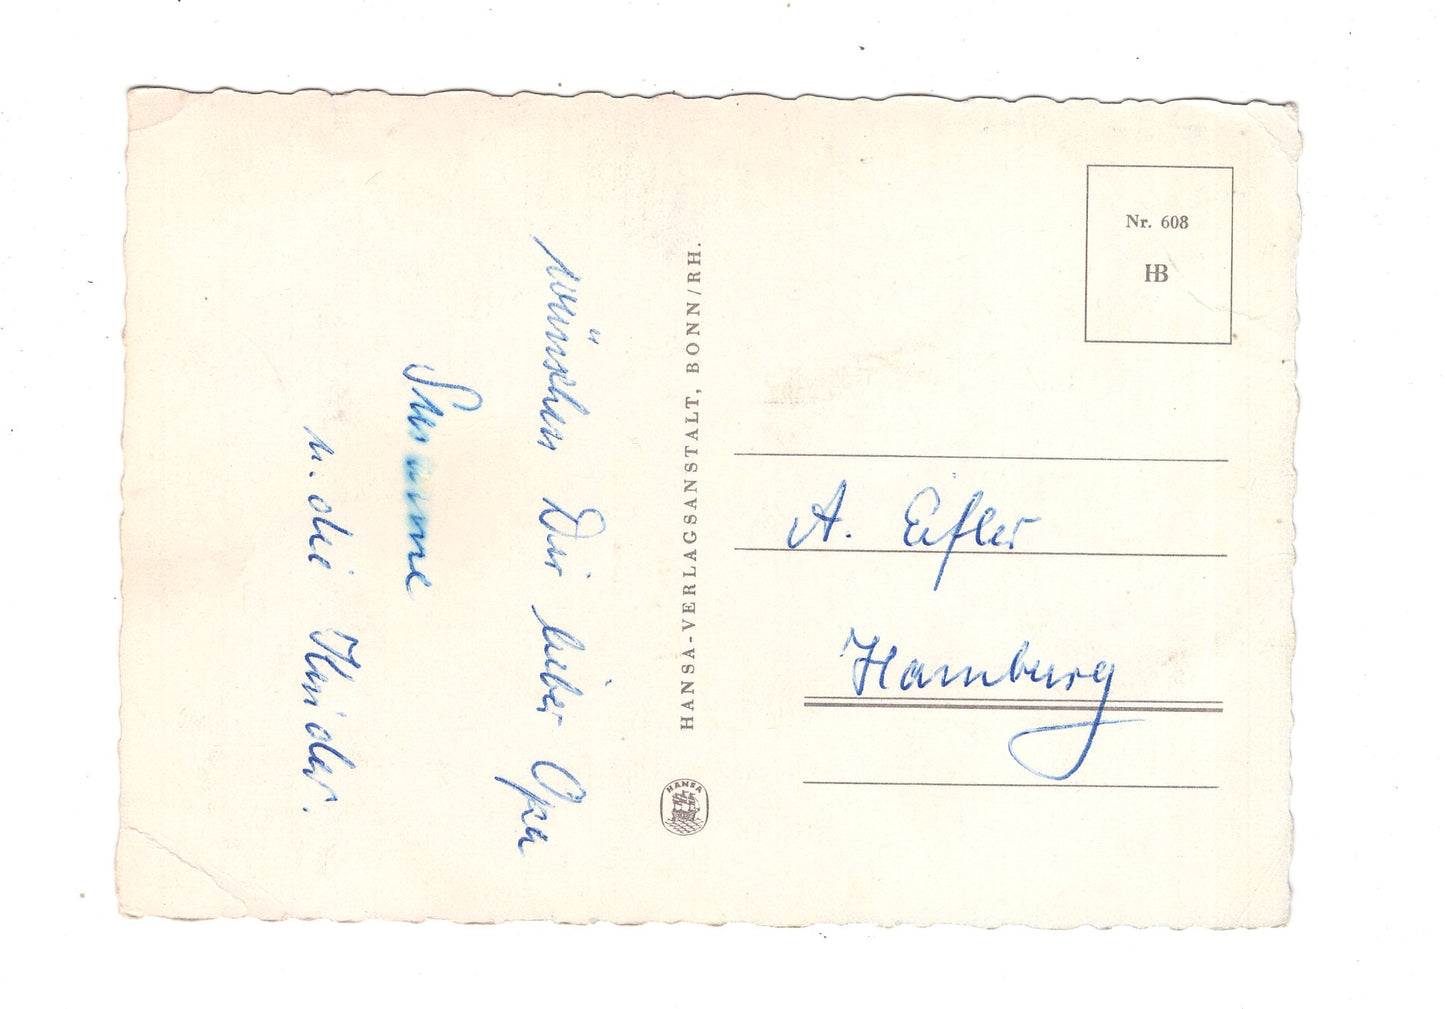 wünschen Dir lieber Opa
Susanne
u. die Kinder.
HANSA-VERLAGSANSTALT, BONN/RH.
HANSA
Nr. 608
HB
A. Eifler
Hamburg